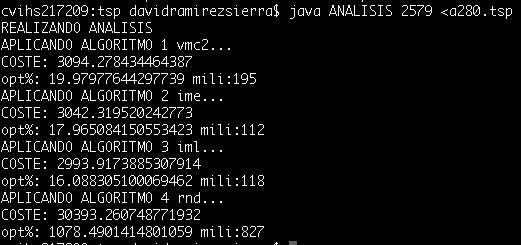 cvihs217209:tsp davidramirezsierra$ java ANALISIS 2579 <a280.tsp
REALIZANDO ANALISIS
APLICANDO ALGORITMO 1 vmc2...
COSTE: 3094.278434464387
opt%: 19.97977644297739 mili:195
APLICANDO ALGORITMO 2 ime...
COSTE: 3042.319520242773
opt%: 17.965084150553423 mili:112
APLICANDO ALGORITMO 3 iml...
COSTE: 2993.9173885307914
opt%: 16.088305100069462 mili:118
APLICANDO ALGORITMO 4 rnd...
COSTE: 30393.260748771932
opt%: 1078.4901414801059 mili:827